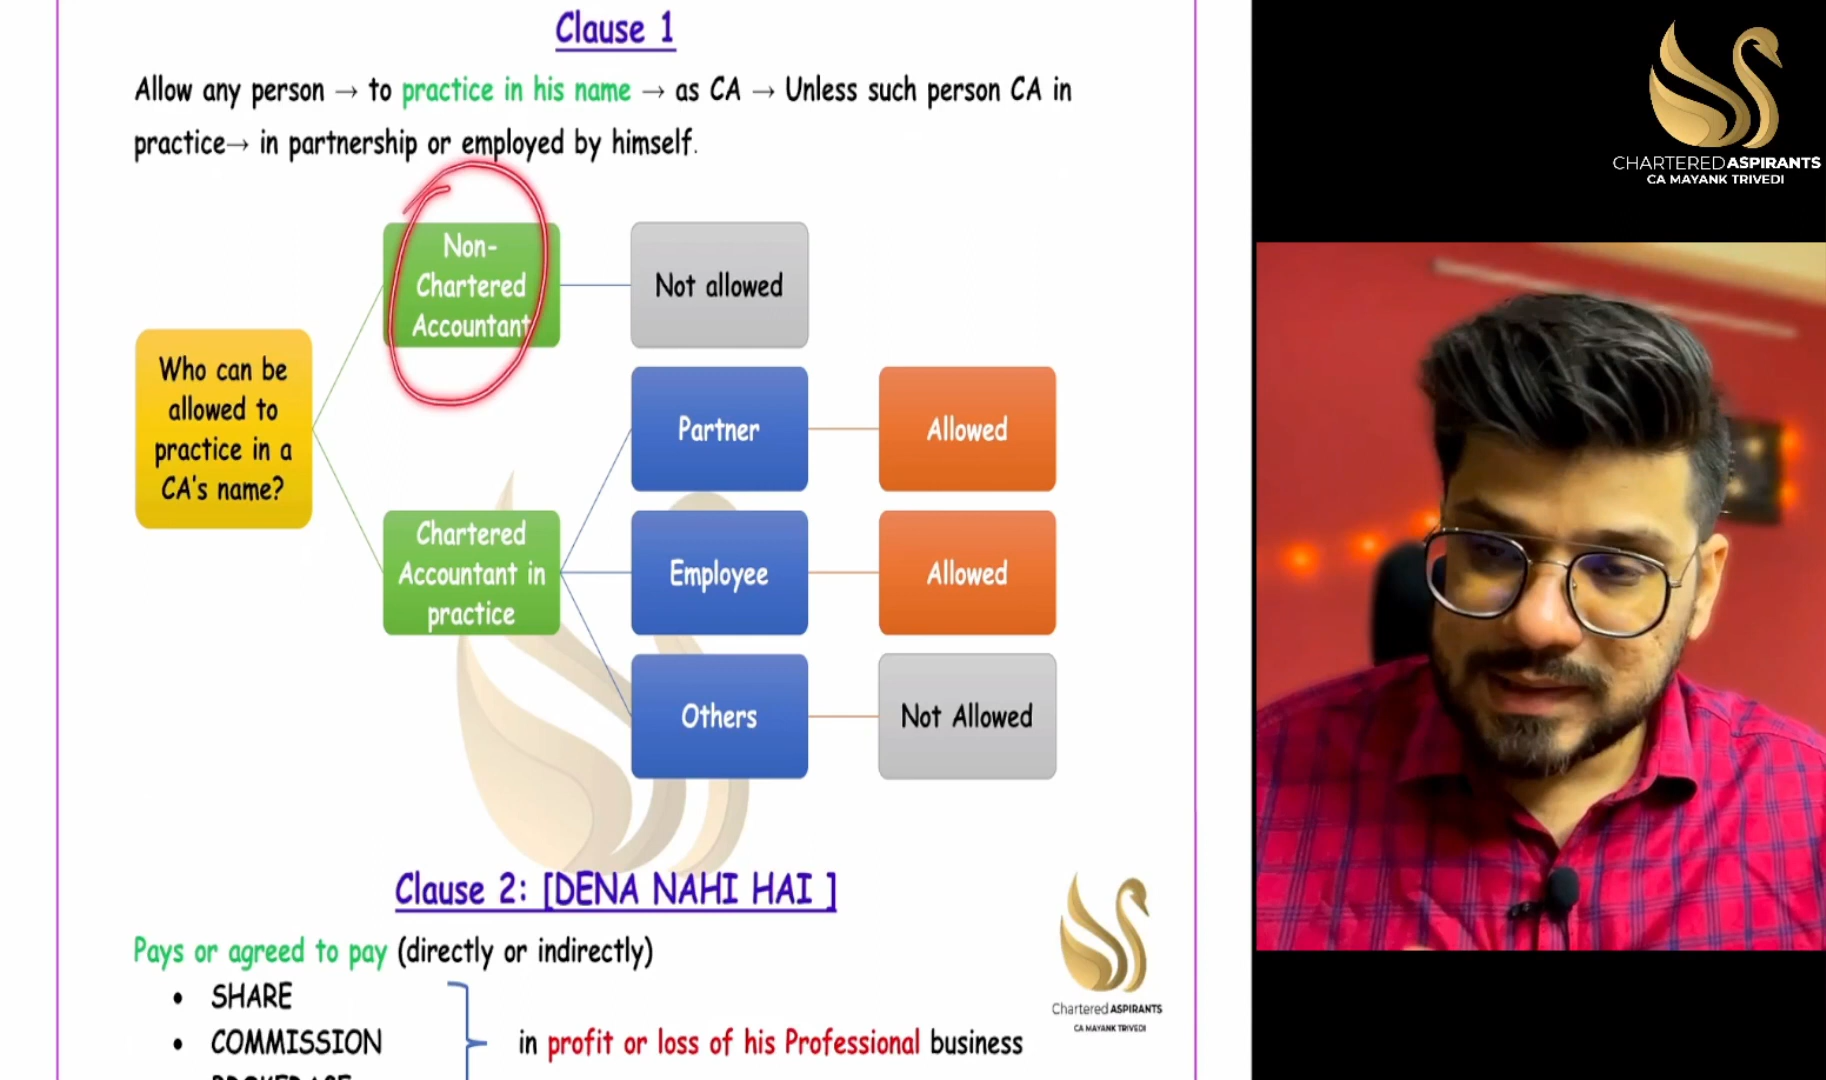 Clause 1
Allow any person → to practice in his name → as CA → Unless such person CA in
practice→ in partnership or employed by himself.
Non-
Chartered
Accountant
Not allowed
Who can be
allowed to
practice in a
CA's name?
Partner
Allowed
Chartered
Accountant in
practice
Employee
Allowed
Others
Not Allowed
Clause 2: [DENA NAHI HAI ]
Pays or agreed to pay (directly or indirectly)
• SHARE
• COMMISSION
in profit or loss of his Professional business
Chartered ASPIRANTS
CA MAYANK TRIVEDI
CHARTERED ASPIRANTS
CA MAYANK TRIVEDI